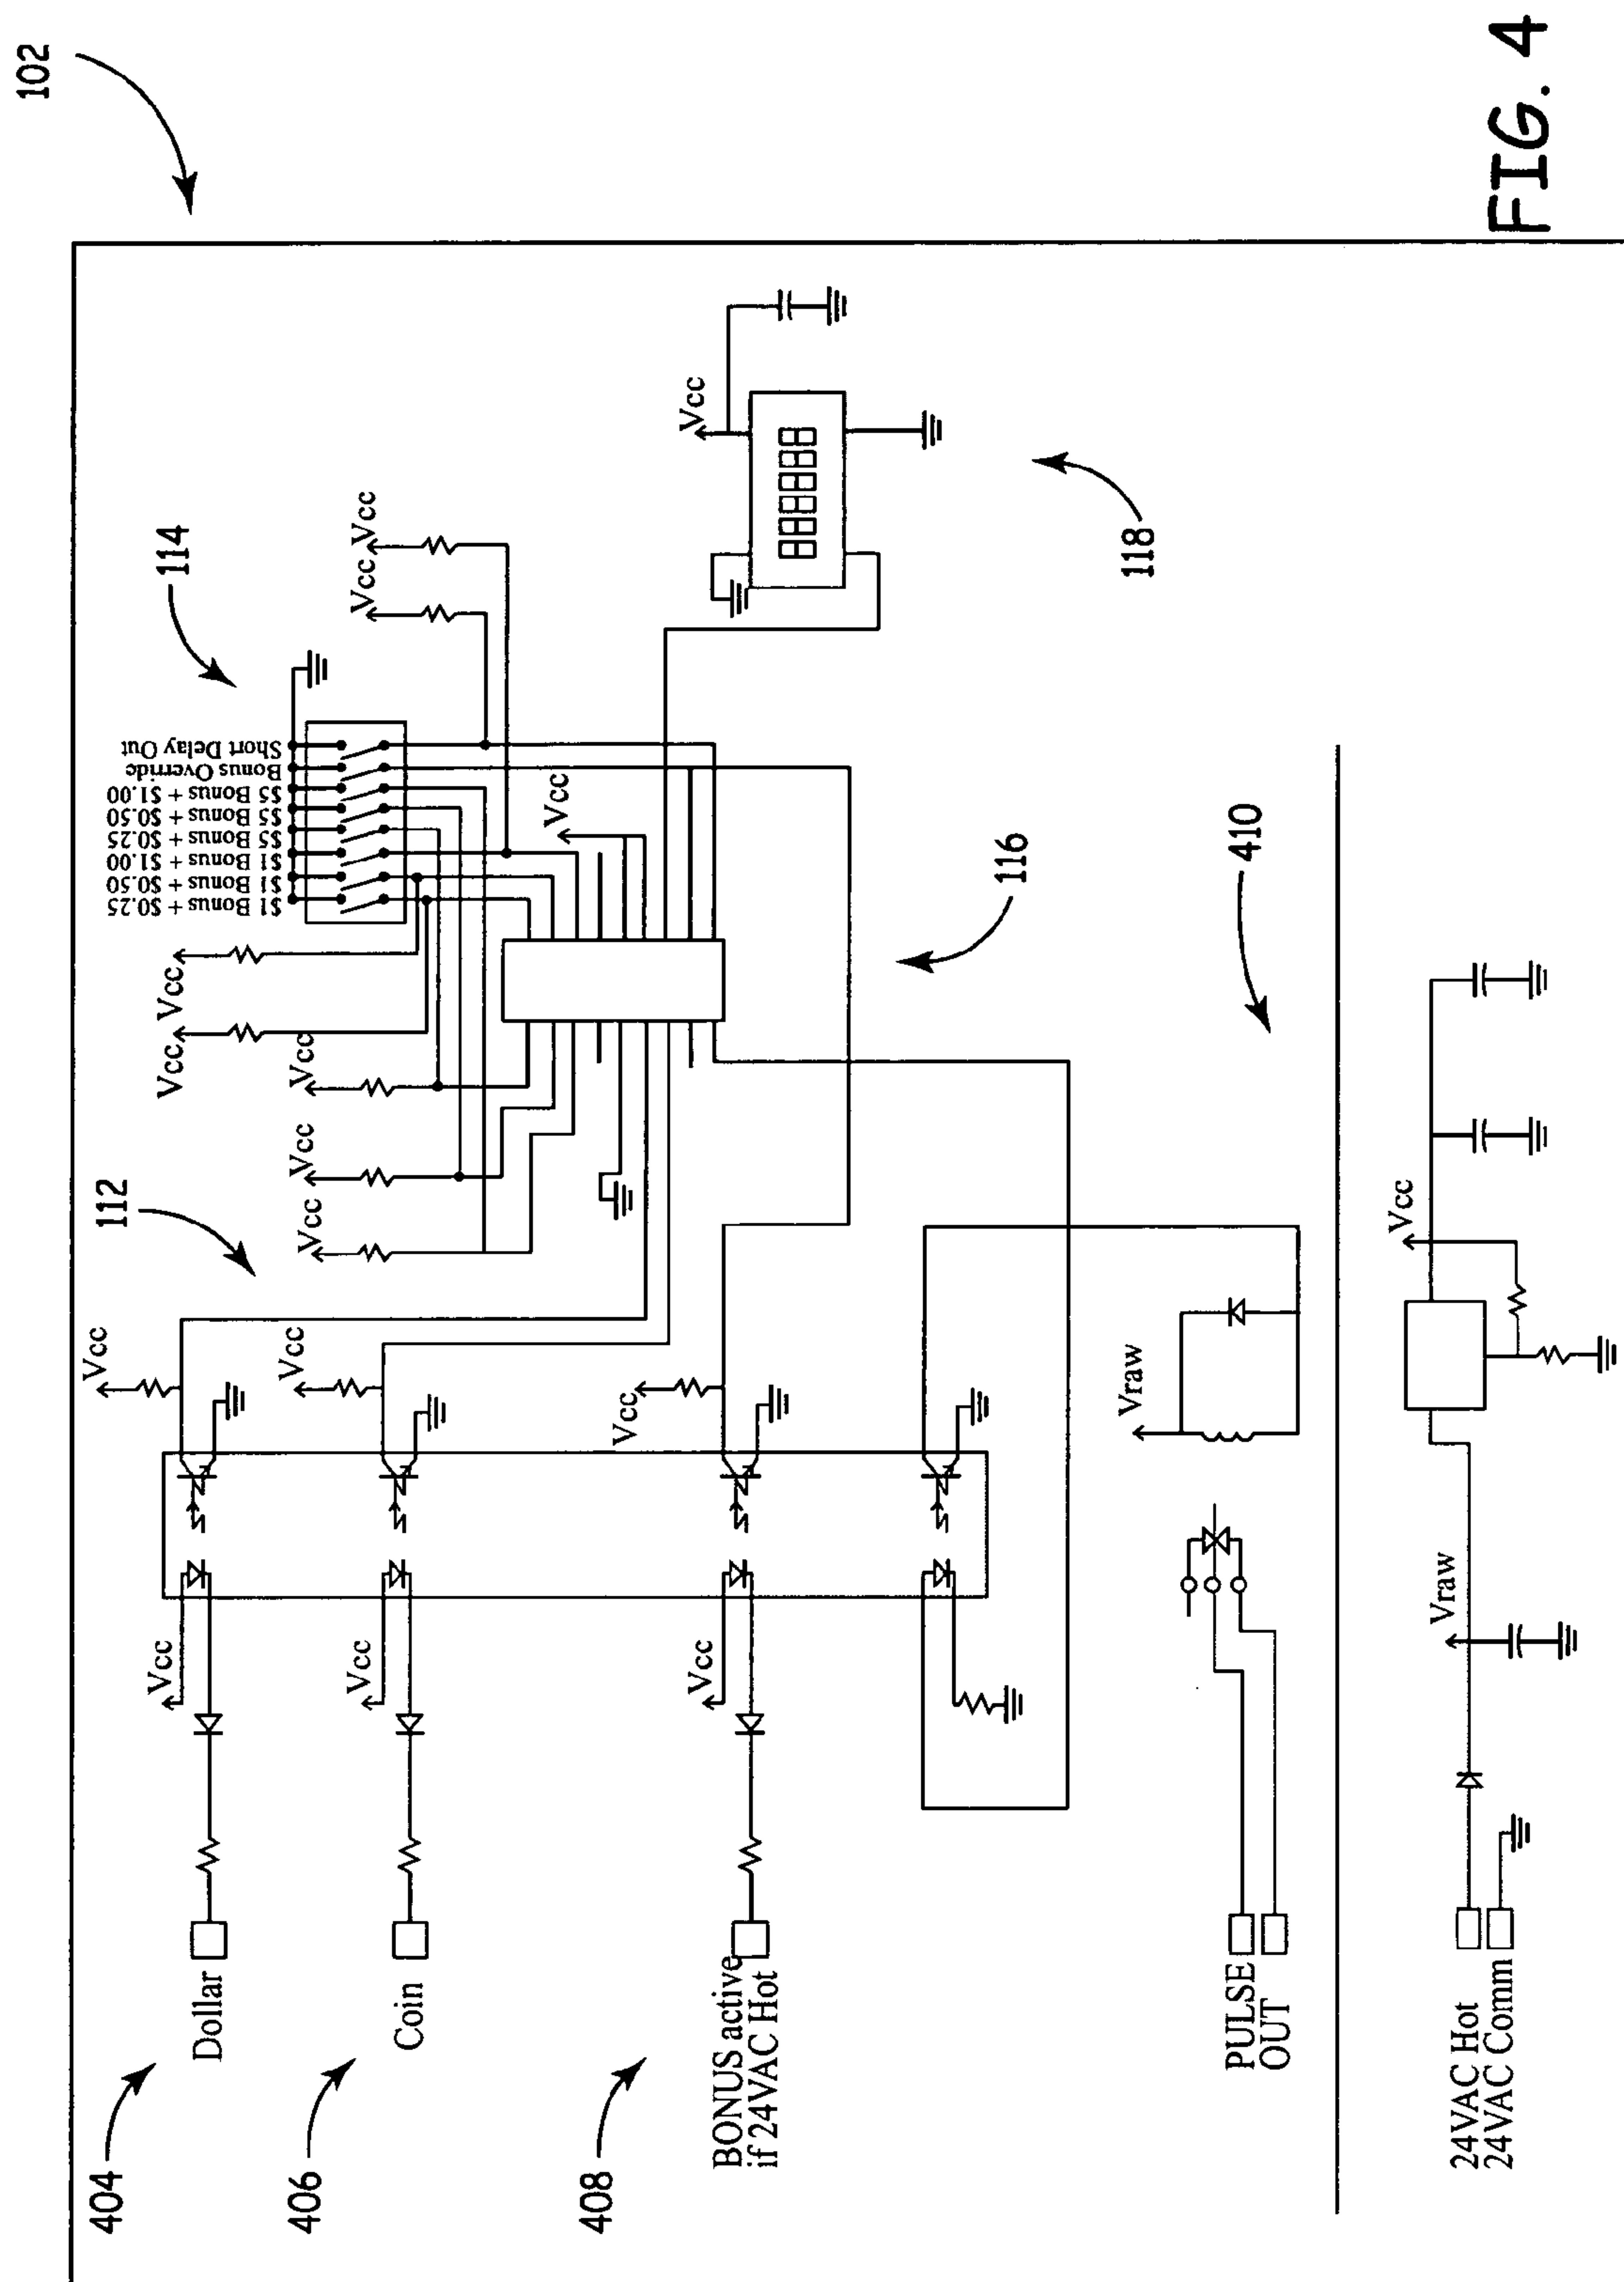 102
404
Dollar
Vcc
Vcc
406
Coin
Vcc
Vcc
408
BONUS active
if 24VAC Hot
Vcc
Vcc
112
Vcc
Vcc
Vcc
Vcc
Vcc
114
$1 Bonus + $0.25
$1 Bonus + $0.50
$1 Bonus + $1.00
$5 Bonus + $0.25
$5 Bonus + $0.50
$5 Bonus + $1.00
Bonus Override
Short Delay Out
Vcc
Vcc
Vcc
116
Vcc
118
PULSE
OUT
Vraw
410
24VAC Hot
24VAC Comm
Vraw
Vcc
FIG. 4